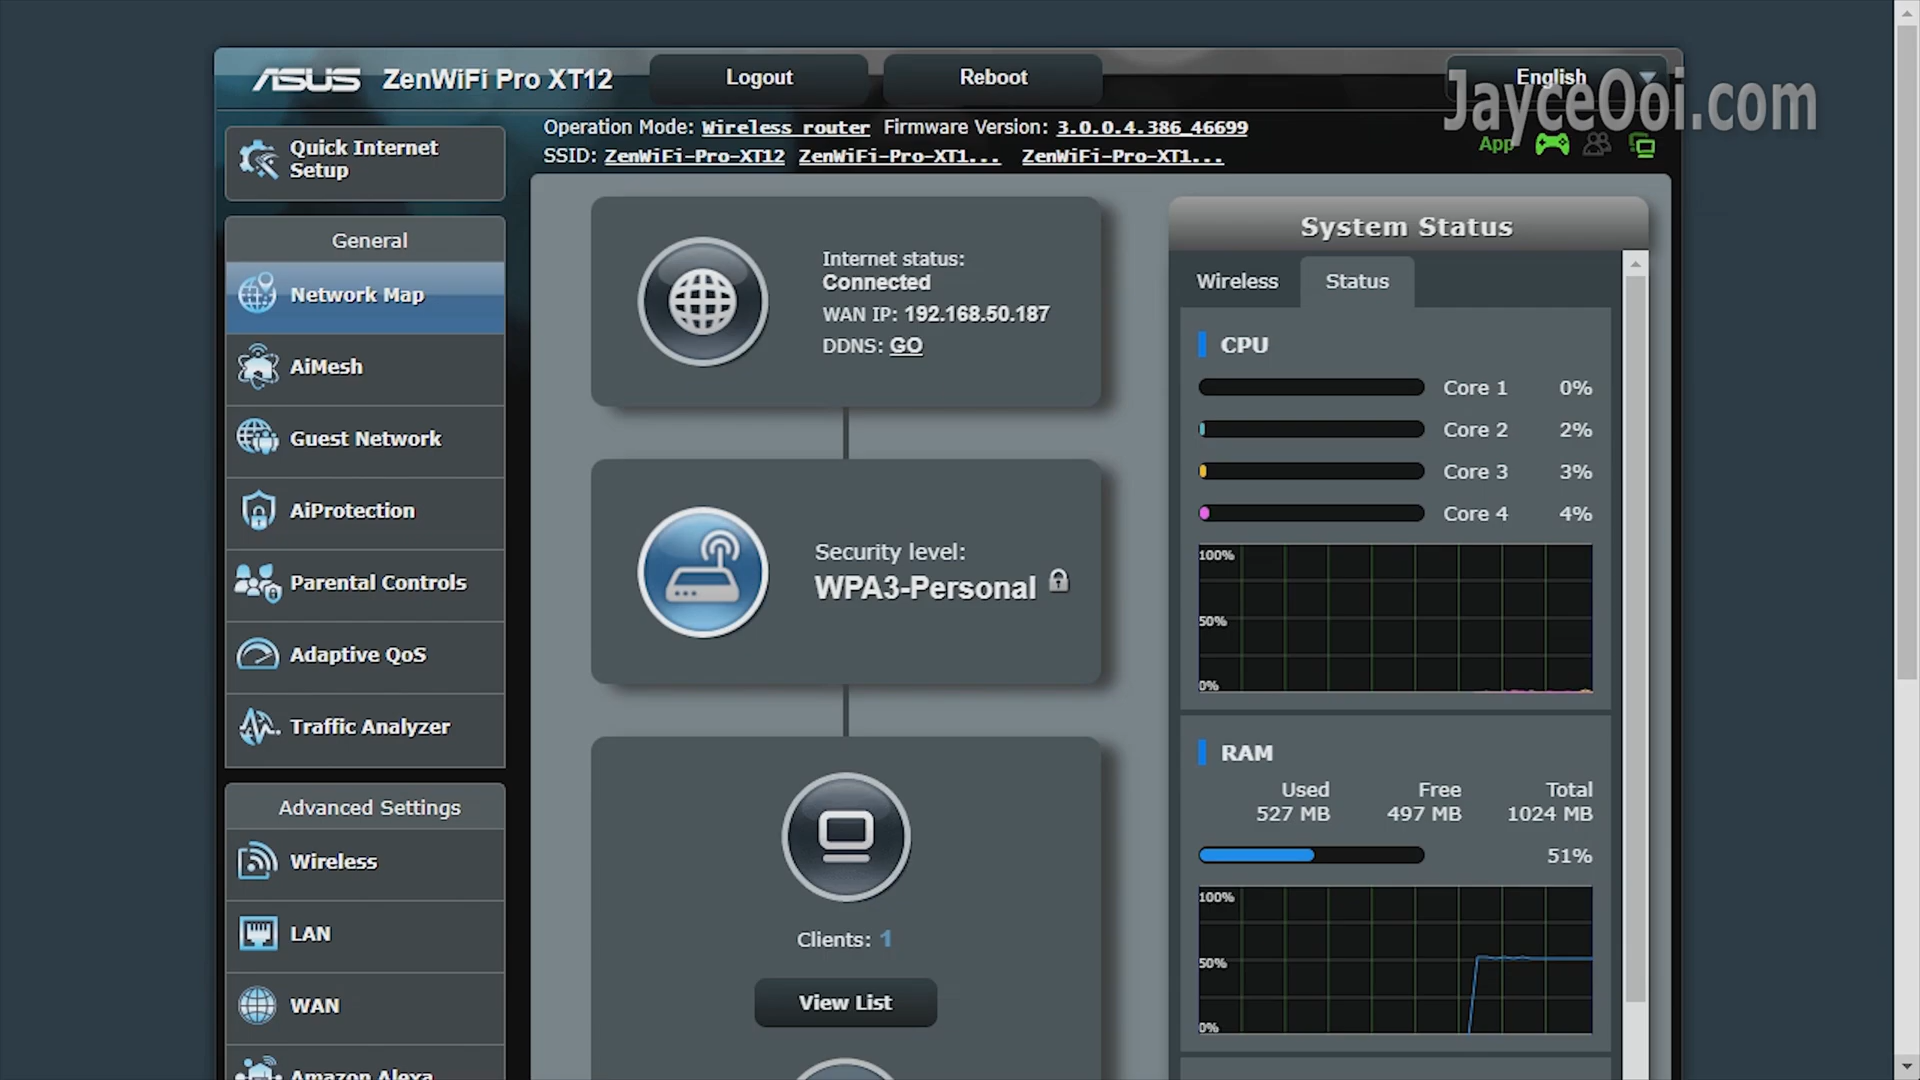 ASUS ZenWiFi Pro XT12 Logout Reboot English
JayceOoi.com
Operation Mode: Wireless router Firmware Version: 3.0.0.4.386_46699
SSID: ZenWiFi-Pro-XT12 ZenWiFi-Pro-XT1... ZenWiFi-Pro-XT1...
App
Quick Internet
Setup
General
Network Map
AiMesh
Guest Network
AiProtection
Parental Controls
Adaptive QoS
Traffic Analyzer
Advanced Settings
Wireless
LAN
WAN
Amazon Alexa
Internet status:
Connected
WAN IP: 192.168.50.187
DDNS: GO
Security level:
WPA3-Personal
Clients: 1
View List
System Status
Wireless Status
CPU
Core 1 0%
Core 2 2%
Core 3 3%
Core 4 4%
100%
50%
0%
RAM
Used Free Total
527 MB 497 MB 1024 MB
51%
100%
50%
0%